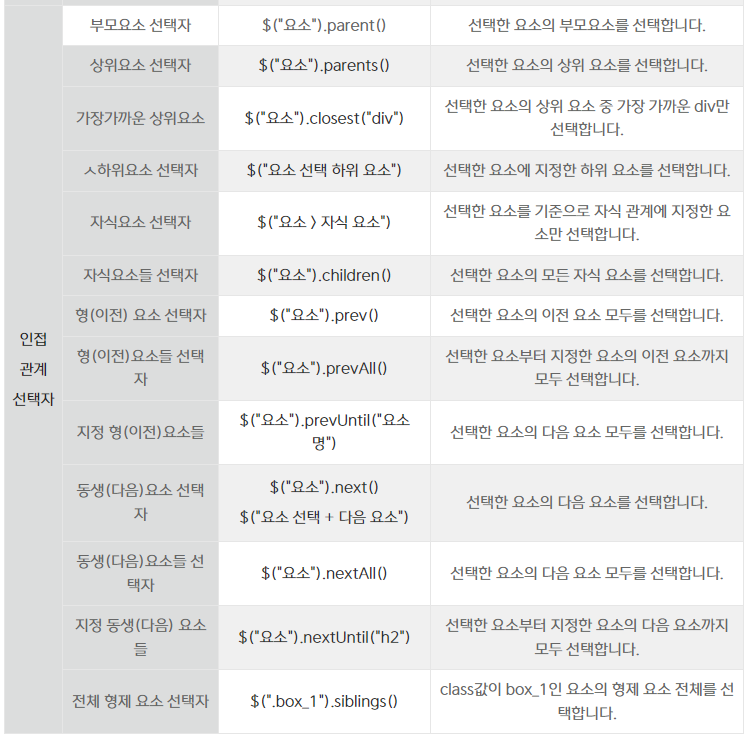 인접
관계
선택자
부모요소 선택자
$("요소").parent()
선택한 요소의 부모요소를 선택합니다.
상위요소 선택자
$("요소").parents()
선택한 요소의 상위 요소를 선택합니다.
가장가까운 상위요소
$("요소").closest("div")
선택한 요소의 상위 요소 중 가장 가까운 div만
선택합니다.
ㅅ하위요소 선택자
$("요소 선택 하위 요소")
선택한 요소에 지정한 하위 요소를 선택합니다.
자식요소 선택자
$("요소 > 자식 요소")
선택한 요소를 기준으로 자식 관계에 지정한 요
소만 선택합니다.
자식요소들 선택자
$("요소").children()
선택한 요소의 모든 자식 요소를 선택합니다.
형(이전) 요소 선택자
$("요소").prev()
선택한 요소의 이전 요소 모두를 선택합니다.
형(이전)요소들 선택
자
$("요소").prevAll()
선택한 요소부터 지정한 요소의 이전 요소까지
모두 선택합니다.
지정 형(이전)요소들
$("요소").prevUntil("요소
명")
선택한 요소의 다음 요소 모두를 선택합니다.
동생(다음)요소 선택
자
$("요소").next()
$("요소 선택 + 다음 요소")
선택한 요소의 다음 요소를 선택합니다.
동생(다음)요소들 선
택자
$("요소").nextAll()
선택한 요소의 다음 요소 모두를 선택합니다.
지정 동생(다음) 요소
들
$("요소").nextUntil("h2")
선택한 요소부터 지정한 요소의 다음 요소까지
모두 선택합니다.
전체 형제 요소 선택자
$(".box_1").siblings()
class값이 box_1인 요소의 형제 요소 전체를 선
택합니다.